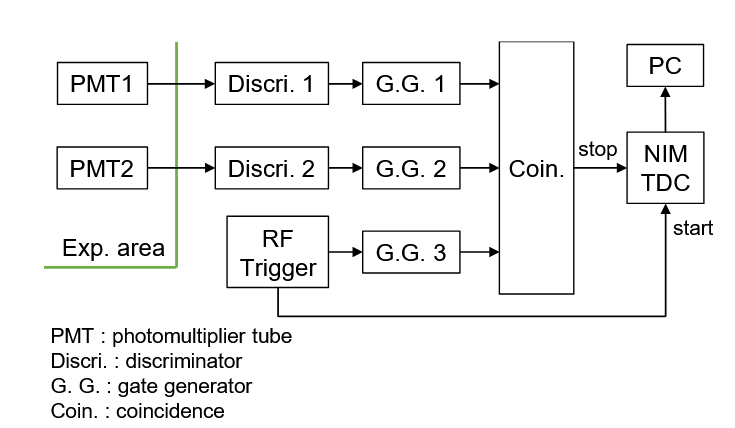 PMT1
Discri. 1
G.G. 1
PC
PMT2
Discri. 2
G.G. 2
Coin.
stop
NIM
TDC
Exp. area
RF
Trigger
G.G. 3
start
PMT : photomultiplier tube
Discri. : discriminator
G. G. : gate generator
Coin. : coincidence